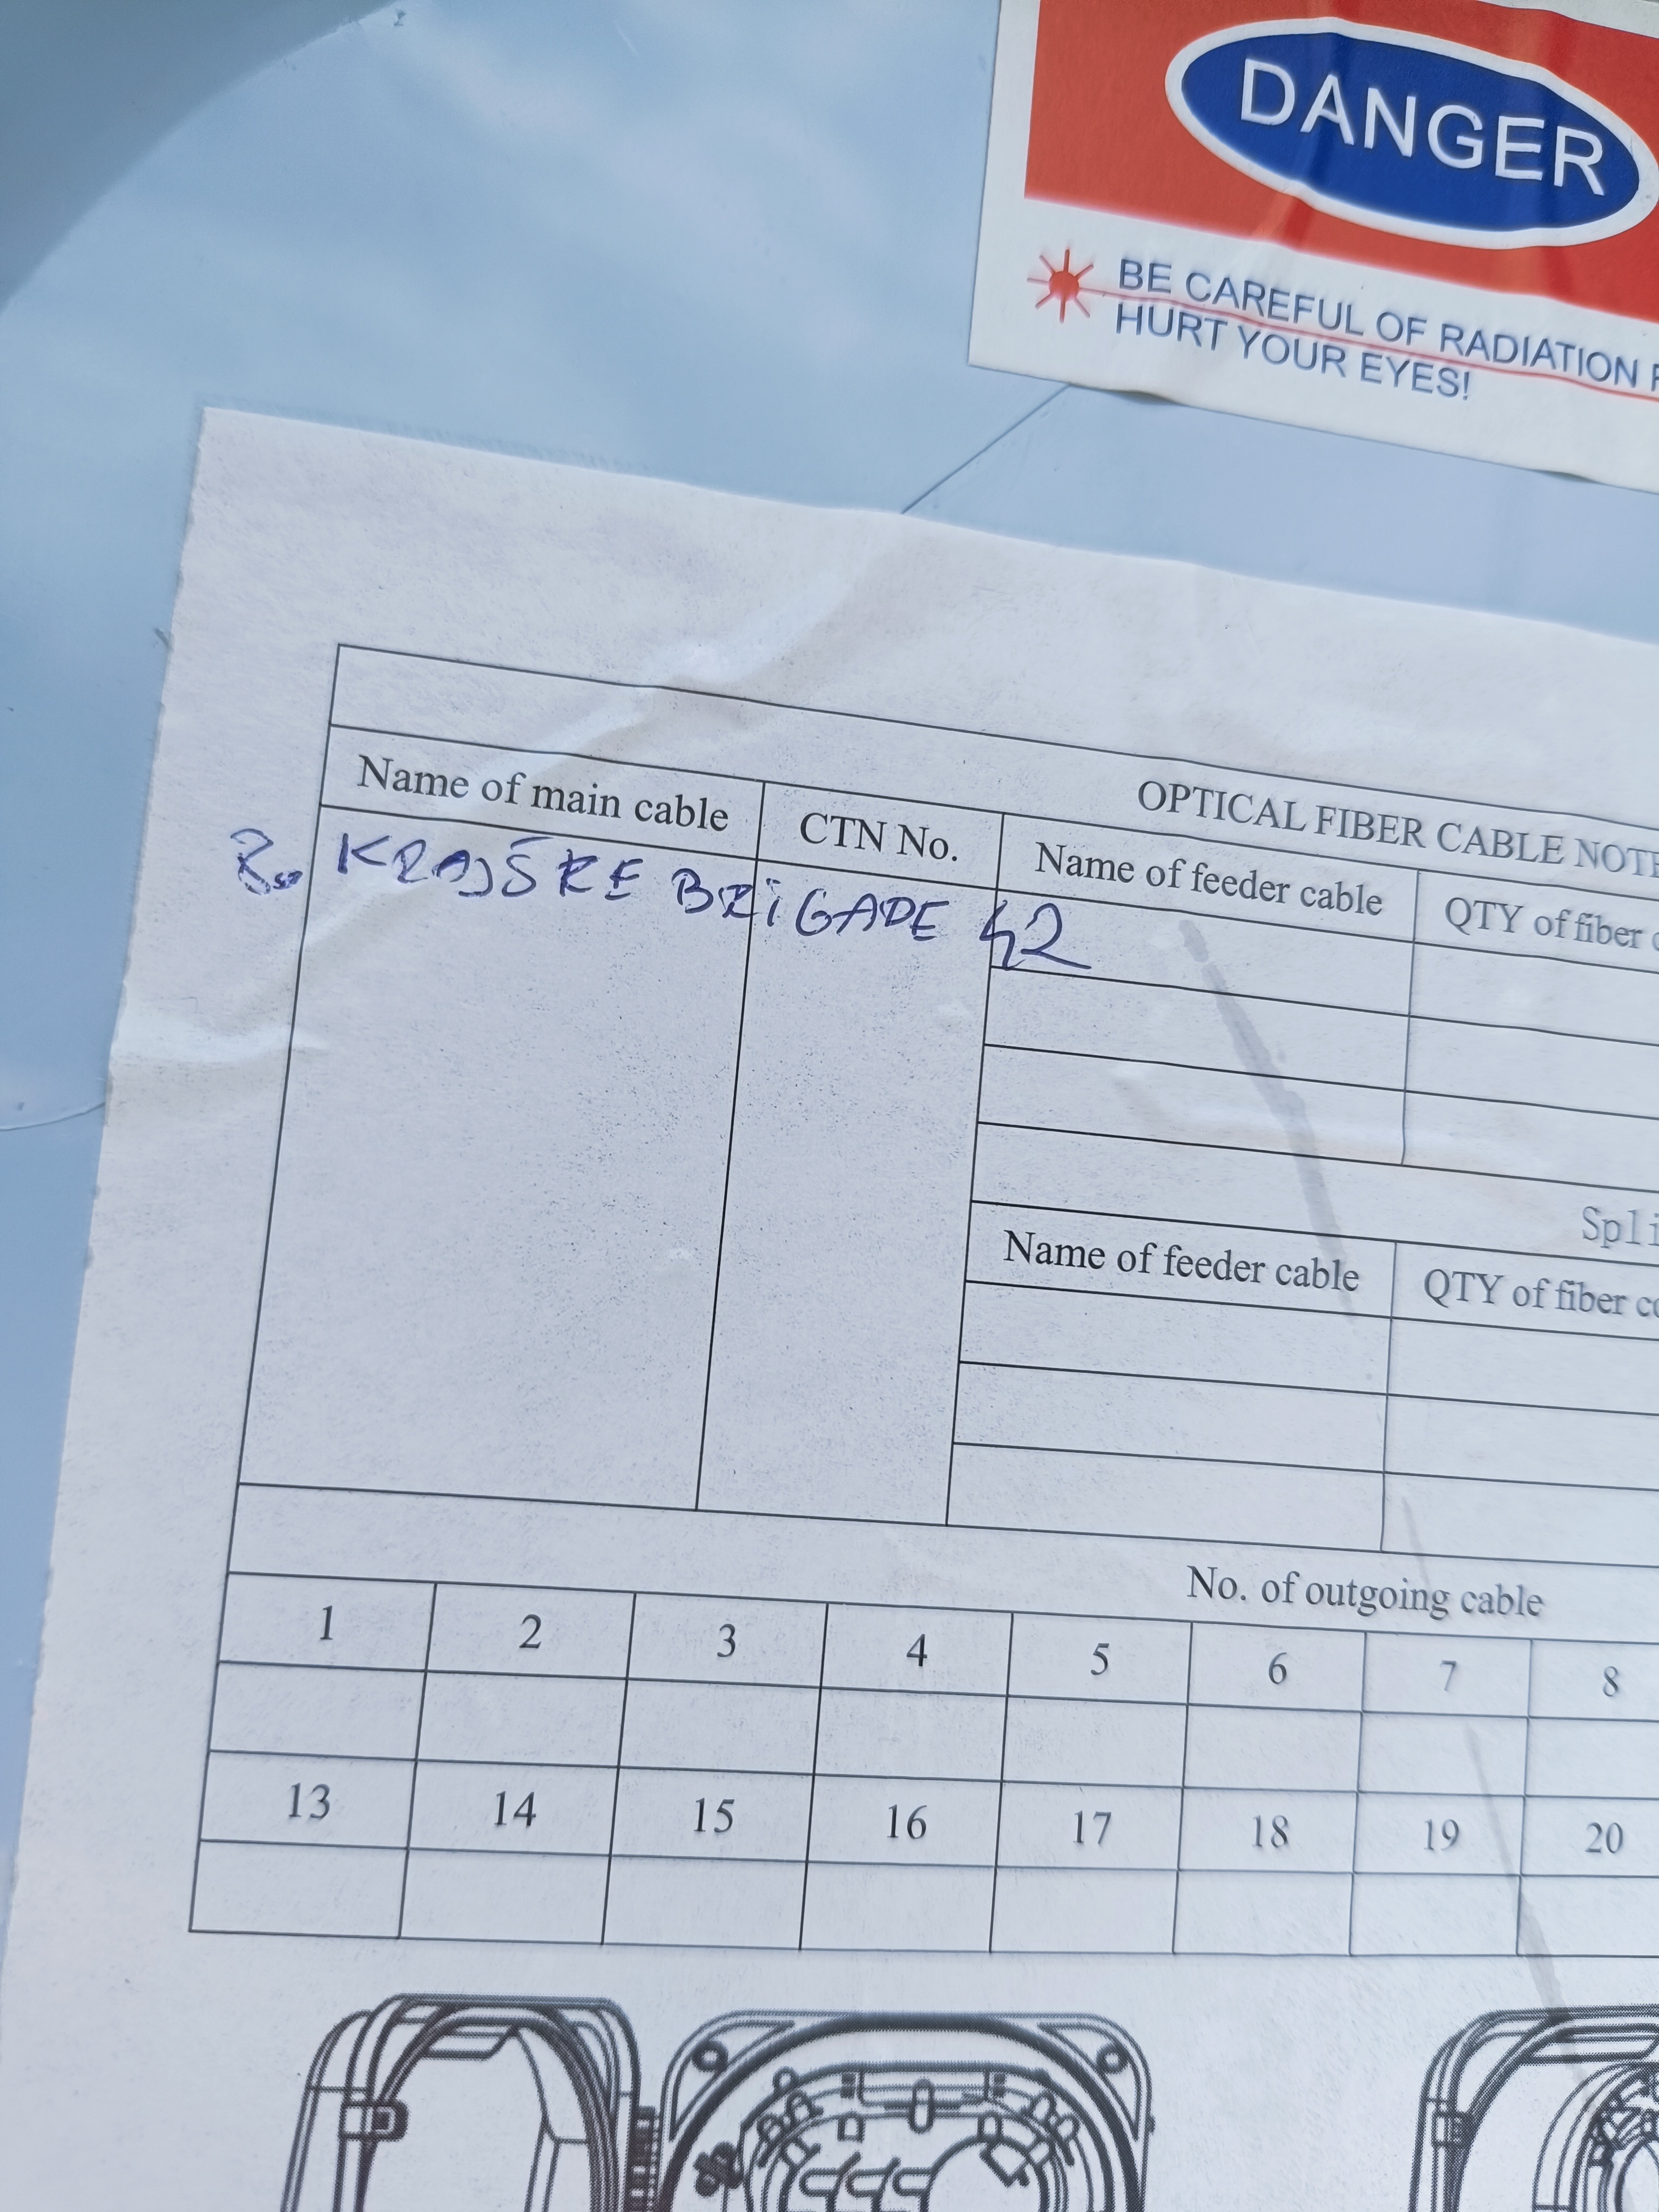 DANGER
BE CAREFUL OF RADIATION
HURT YOUR EYES!
OPTICAL FIBER CABLE NOTE
Name of main cable CTN No. Name of feeder cable QTY of fiber
KRAJŠKE BRIGADE 42
Name of feeder cable QTY of fiber
No. of outgoing cable
1 2 3 4 5 6 7 8
13 14 15 16 17 18 19 20